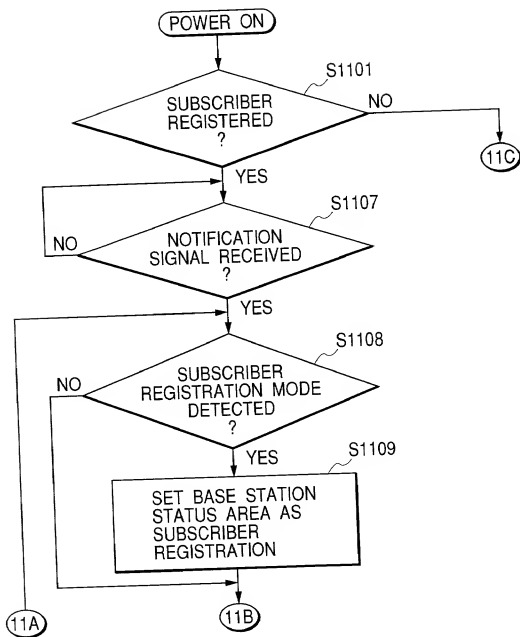 POWER ON
S1101
SUBSCRIBER
REGISTERED
?
NO
11C
YES
S1107
NO
NOTIFICATION
SIGNAL RECEIVED
?
YES
S1108
NO
SUBSCRIBER
REGISTRATION MODE
DETECTED
?
YES
S1109
SET BASE STATION
STATUS AREA AS
SUBSCRIBER
REGISTRATION
11A
11B